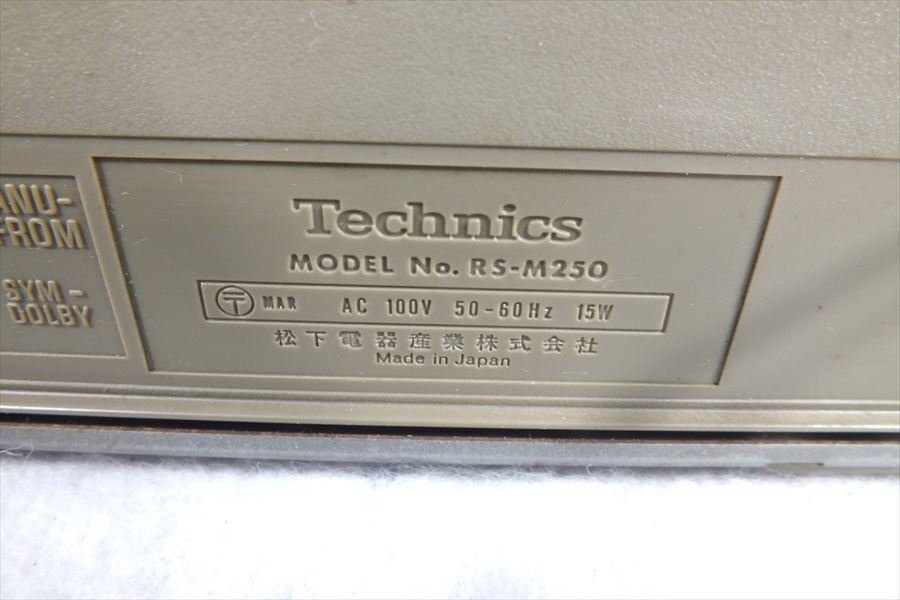 ANU-
FROM
SYM-
DOLBY
Technics
MODEL No. RS-M250
〒 MAR AC 100V 50-60Hz 15W
松下電器産業株式会社
Made in Japan